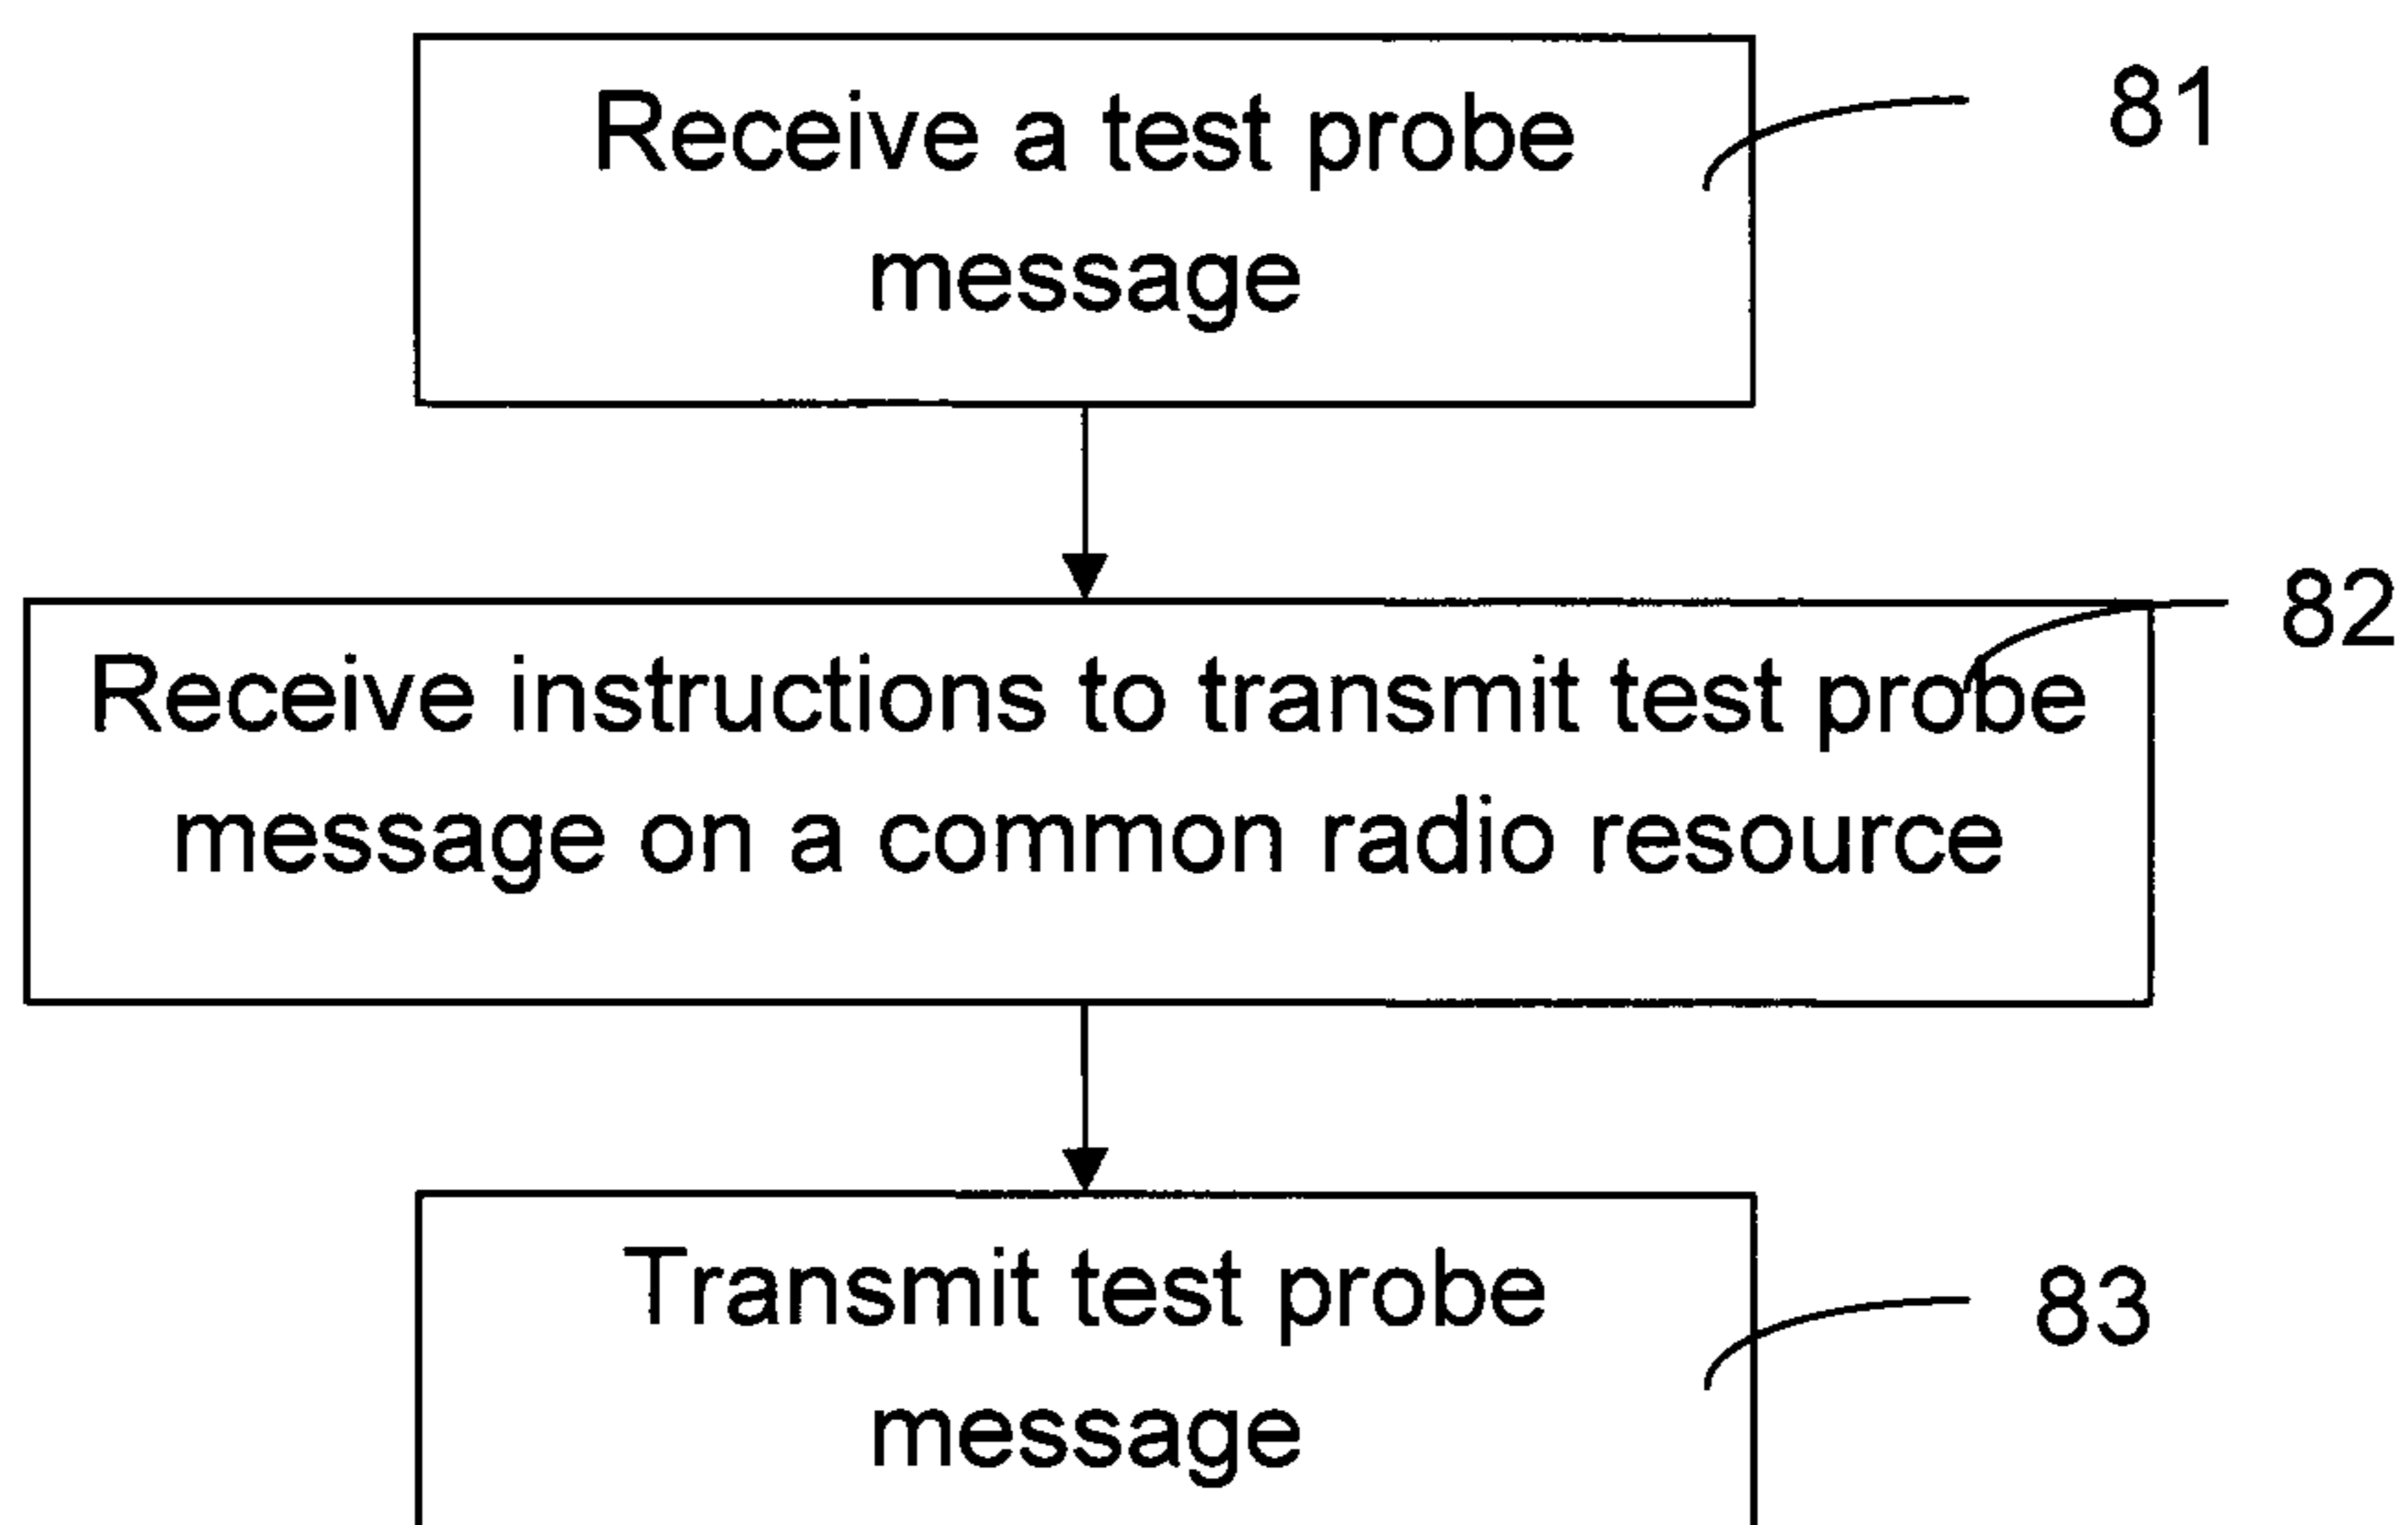 Receive a test probe
message
81
Receive instructions to transmit test probe
message on a common radio resource
82
Transmit test probe
message
83